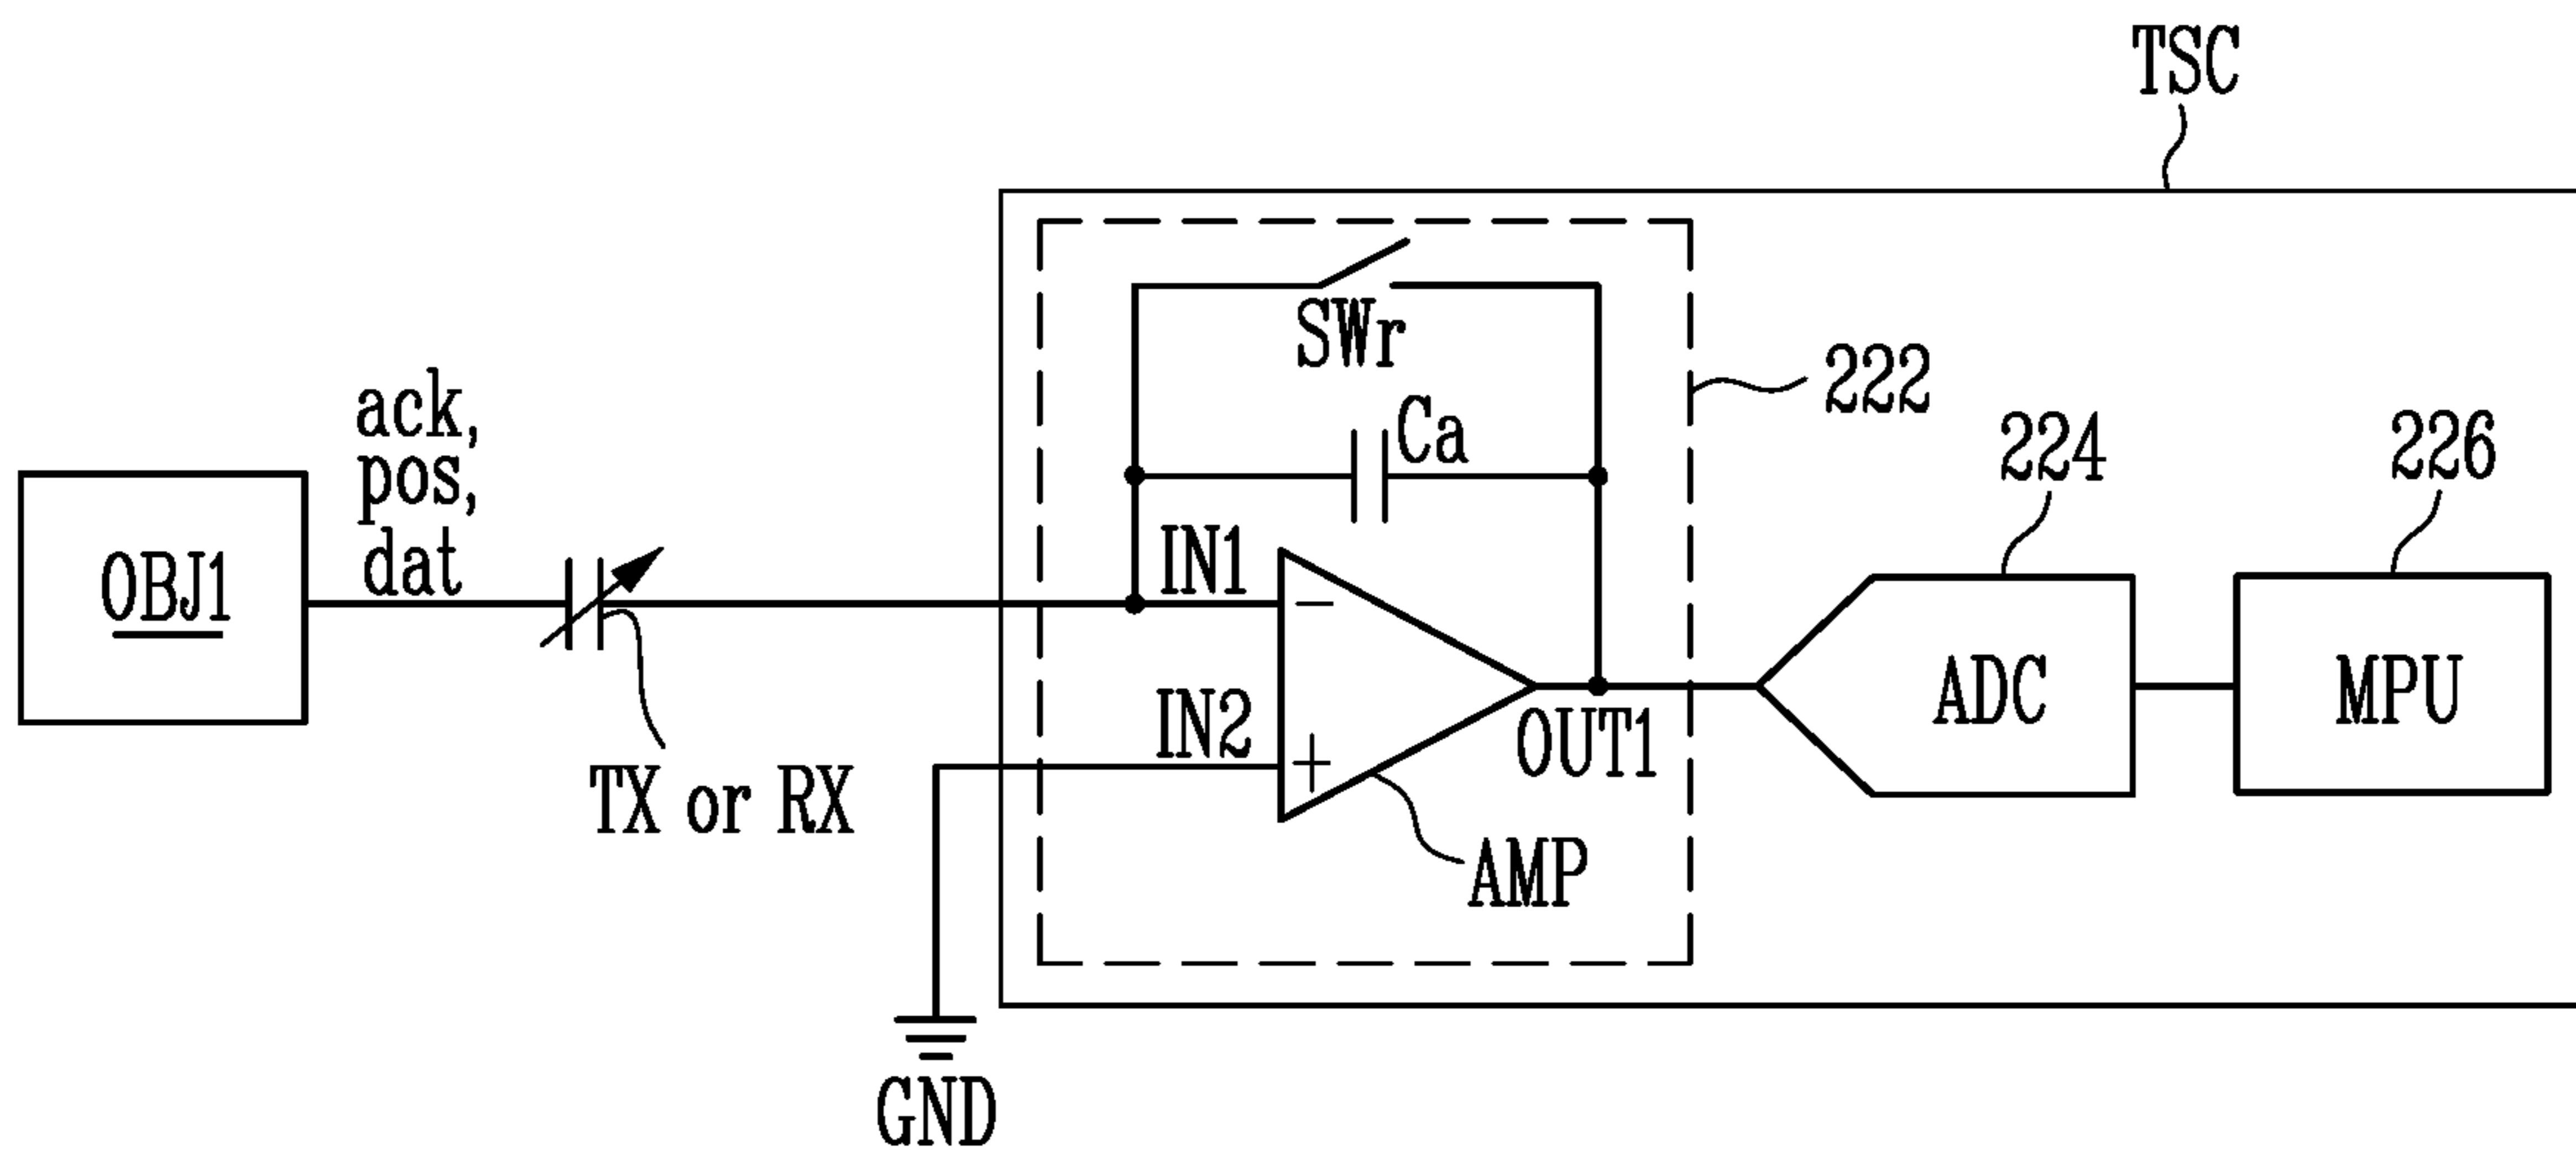 TSC
SWr
222
Ca
224
226
ack,
pos,
dat
IN1
OBJ1
ADC
MPU
IN2
OUT1
TX or RX
AMP
GND